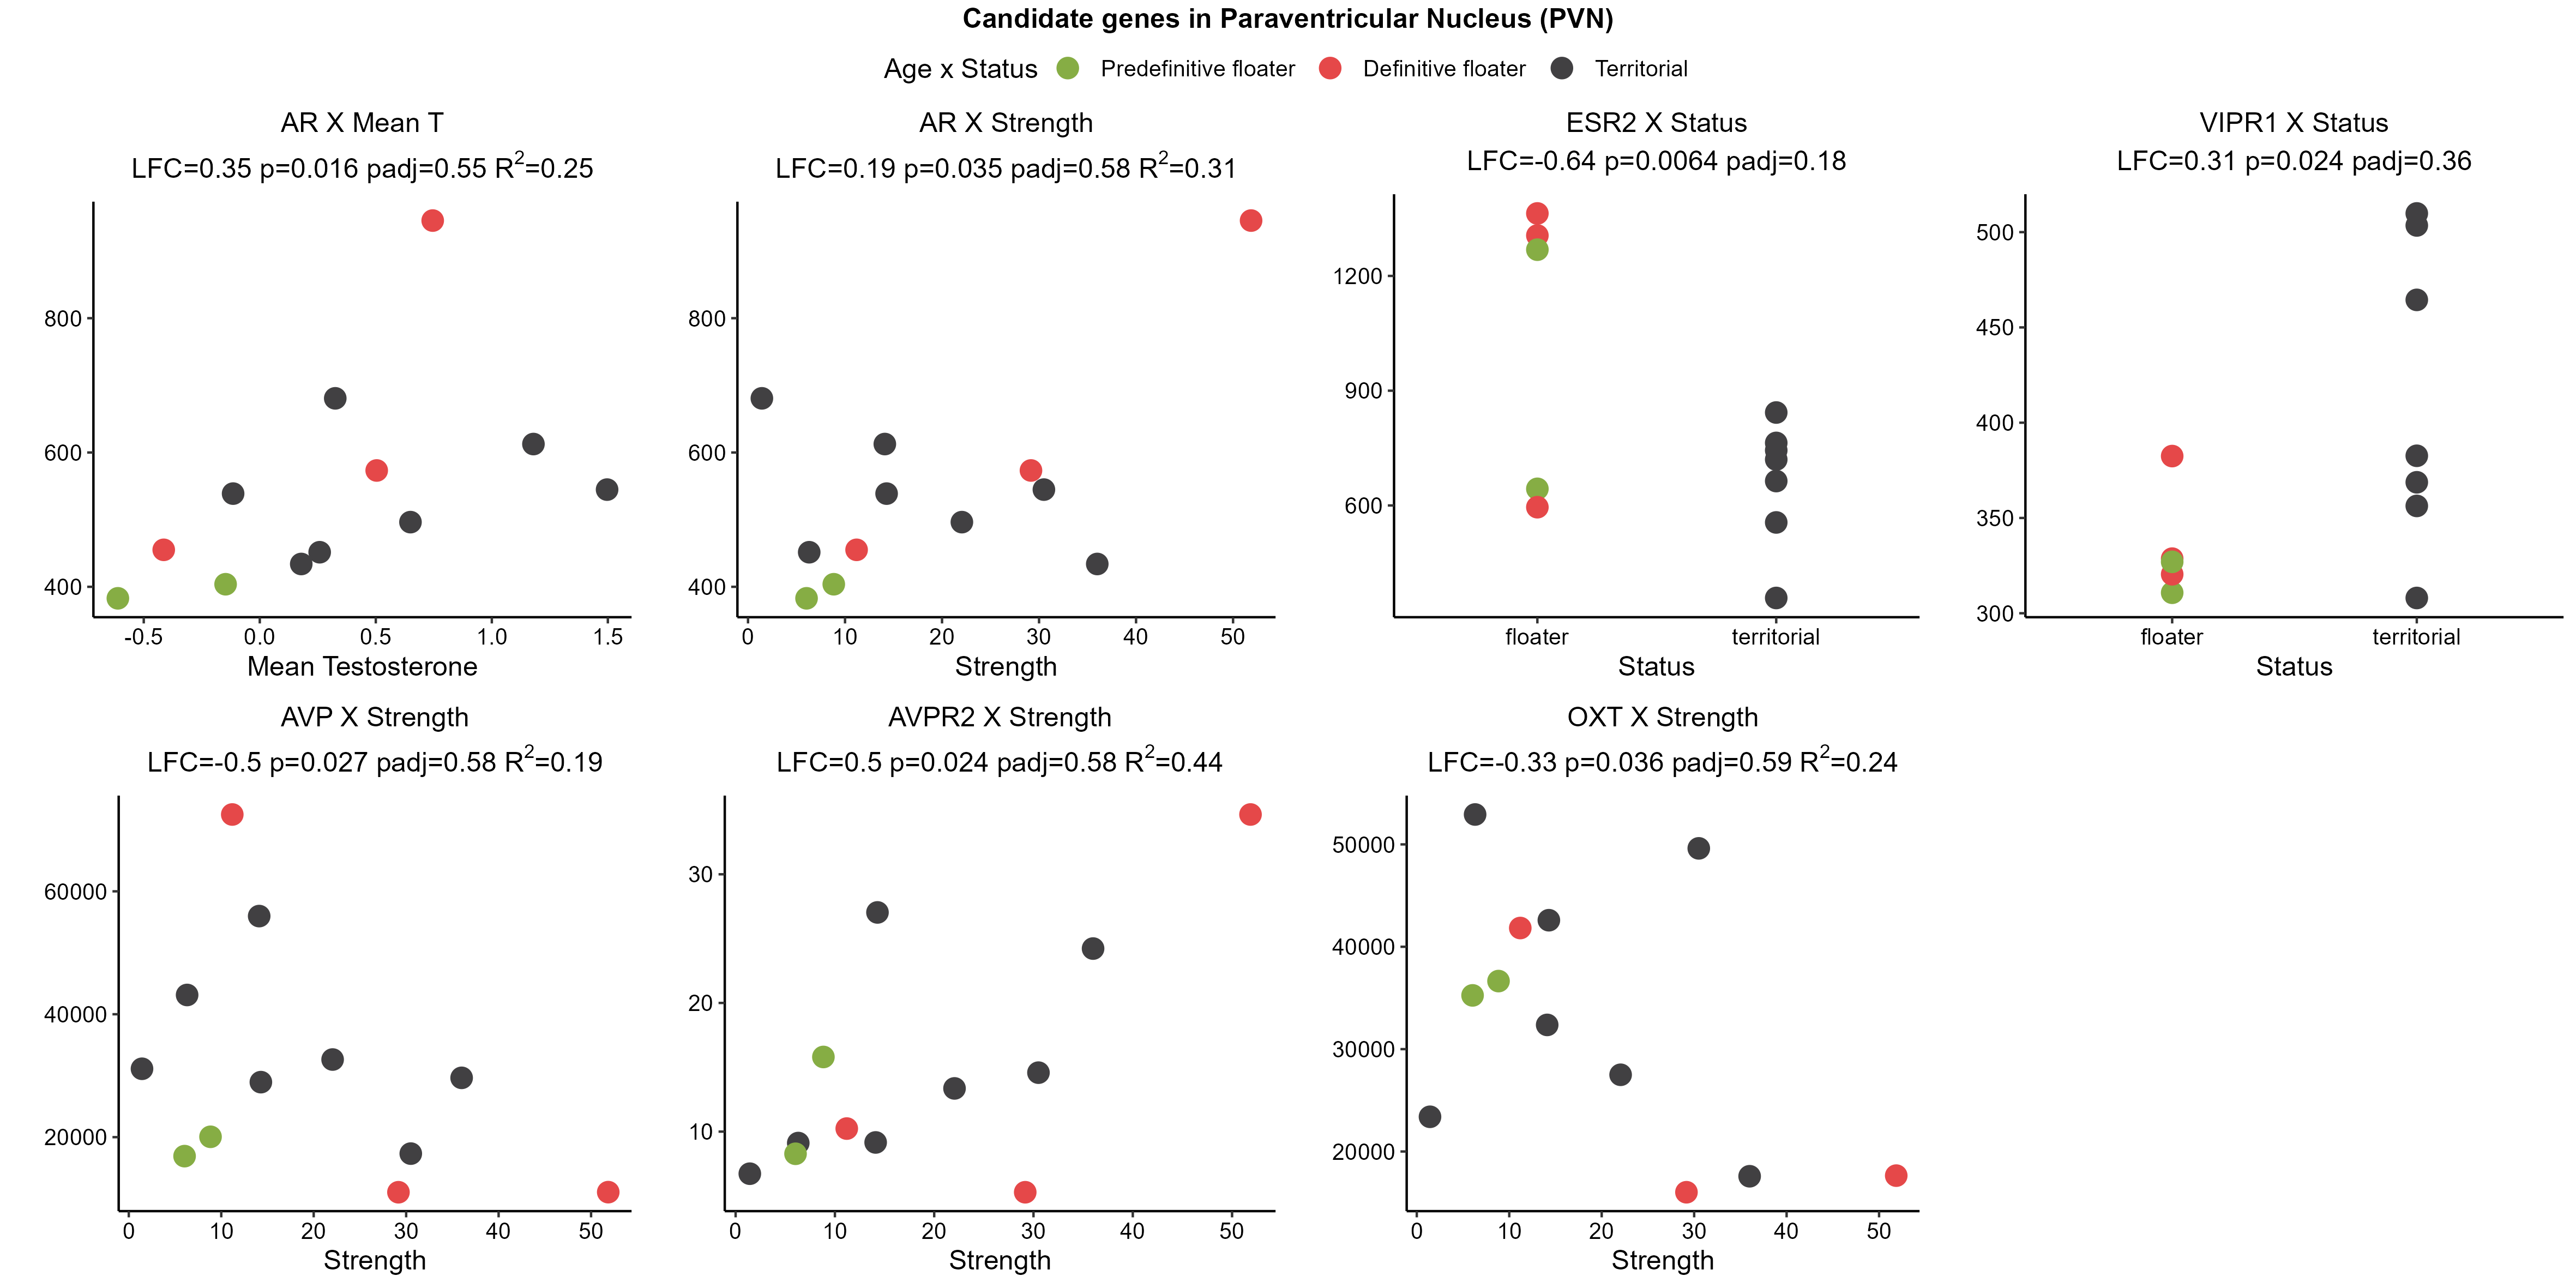 Candidate genes in Paraventricular Nucleus (PVN)
Age x Status Predefinitive floater Definitive floater Territorial
AR X Mean T
LFC=0.35 p=0.016 padj=0.55 R²=0.25
800
600
400
-0.5 0.0 0.5 1.0 1.5
Mean Testosterone
AR X Strength
LFC=0.19 p=0.035 padj=0.58 R²=0.31
800
600
400
0 10 20 30 40 50
Strength
ESR2 X Status
LFC=-0.64 p=0.0064 padj=0.18
1200
900
600
floater territorial
Status
VIPR1 X Status
LFC=0.31 p=0.024 padj=0.36
500
450
400
350
300
floater territorial
Status
AVP X Strength
LFC=-0.5 p=0.027 padj=0.58 R²=0.19
60000
40000
20000
0 10 20 30 40 50
Strength
AVPR2 X Strength
LFC=0.5 p=0.024 padj=0.58 R²=0.44
30
20
10
0 10 20 30 40 50
Strength
OXT X Strength
LFC=-0.33 p=0.036 padj=0.59 R²=0.24
50000
40000
30000
20000
0 10 20 30 40 50
Strength